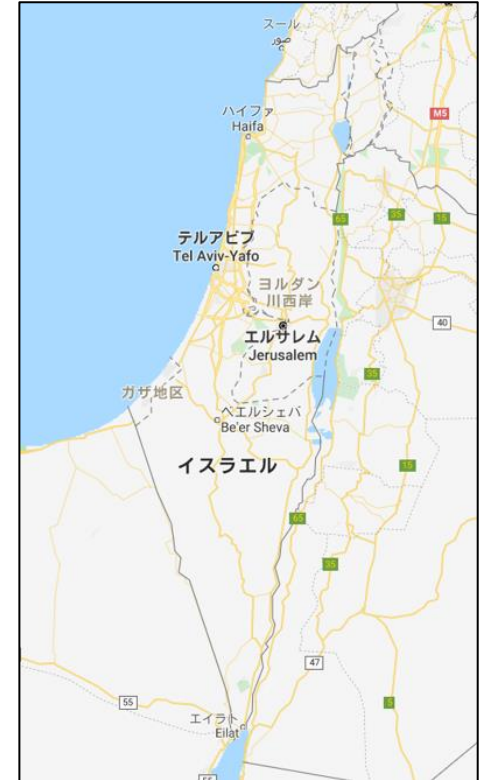 スール
صور
ハイファ
Haifa
M5
65
35
15
テルアビブ
Tel Aviv-Yafo
ヨルダン
川西岸
40
エルサレム
Jerusalem
35
ガザ地区
ベエルシェバ
Be'er Sheva
イスラエル
15
65
35
47
55
5
エイラト
Eilat